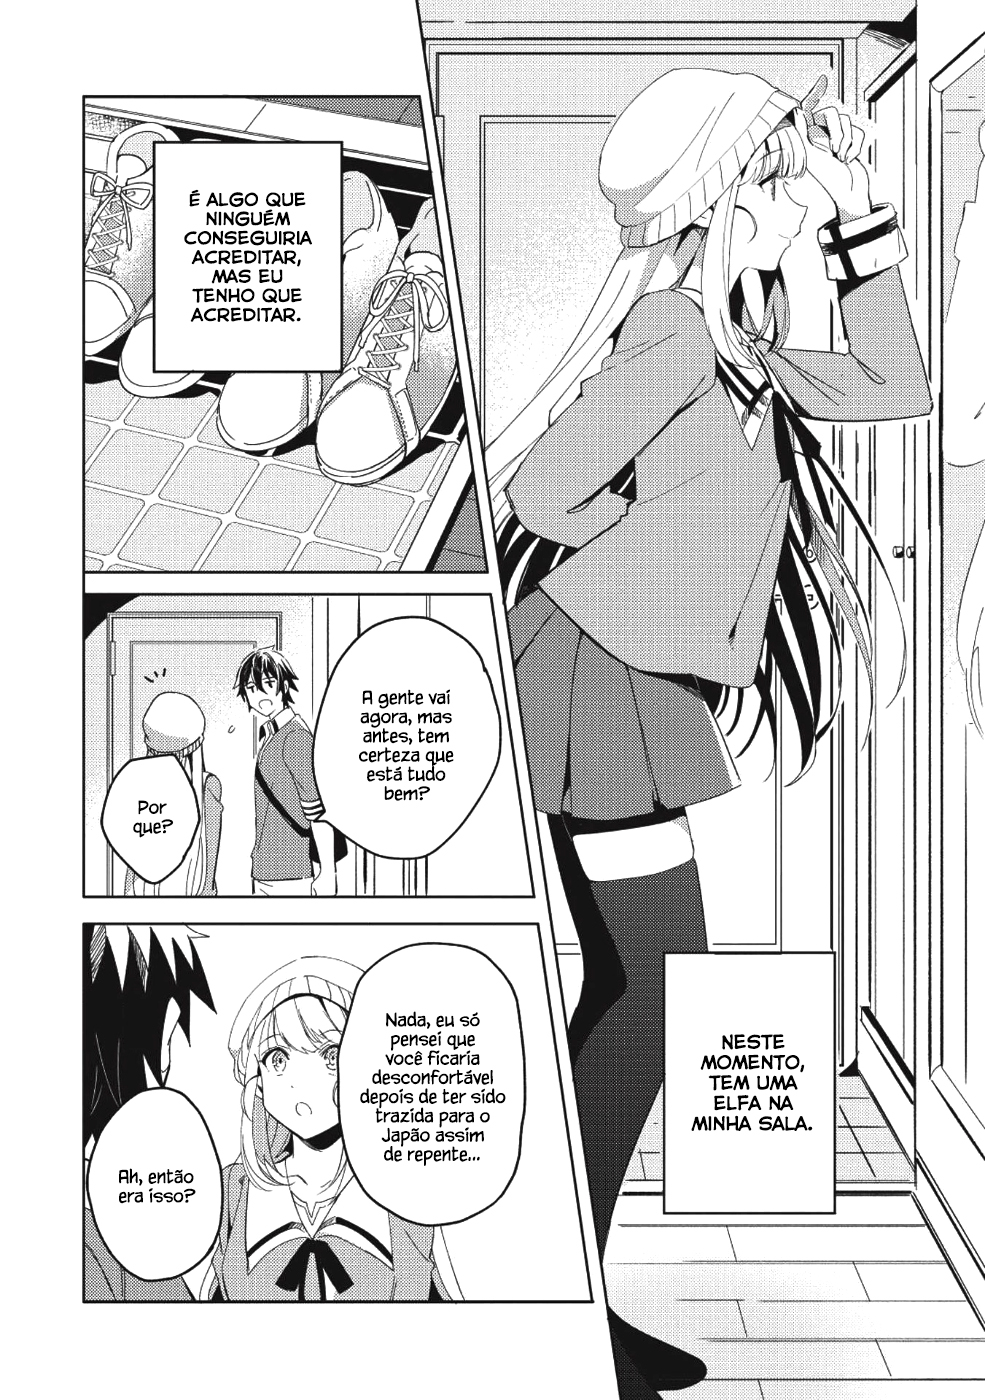 É ALGO QUE
NINGUÉM
CONSEGUIRIA
ACREDITAR,
MAS EU
TENHO QUE
ACREDITAR.
NESTE
MOMENTO,
TEM UMA
ELFA NA
MINHA SALA.
A gente vai
agora, mas
antes, tem
certeza que
está tudo
bem?
Por
que?
Nada, eu só
pensei que
você ficaria
desconfortável
depois de ter sido
trazida para o
Japão assim
de repente...
Ah, então
era isso?